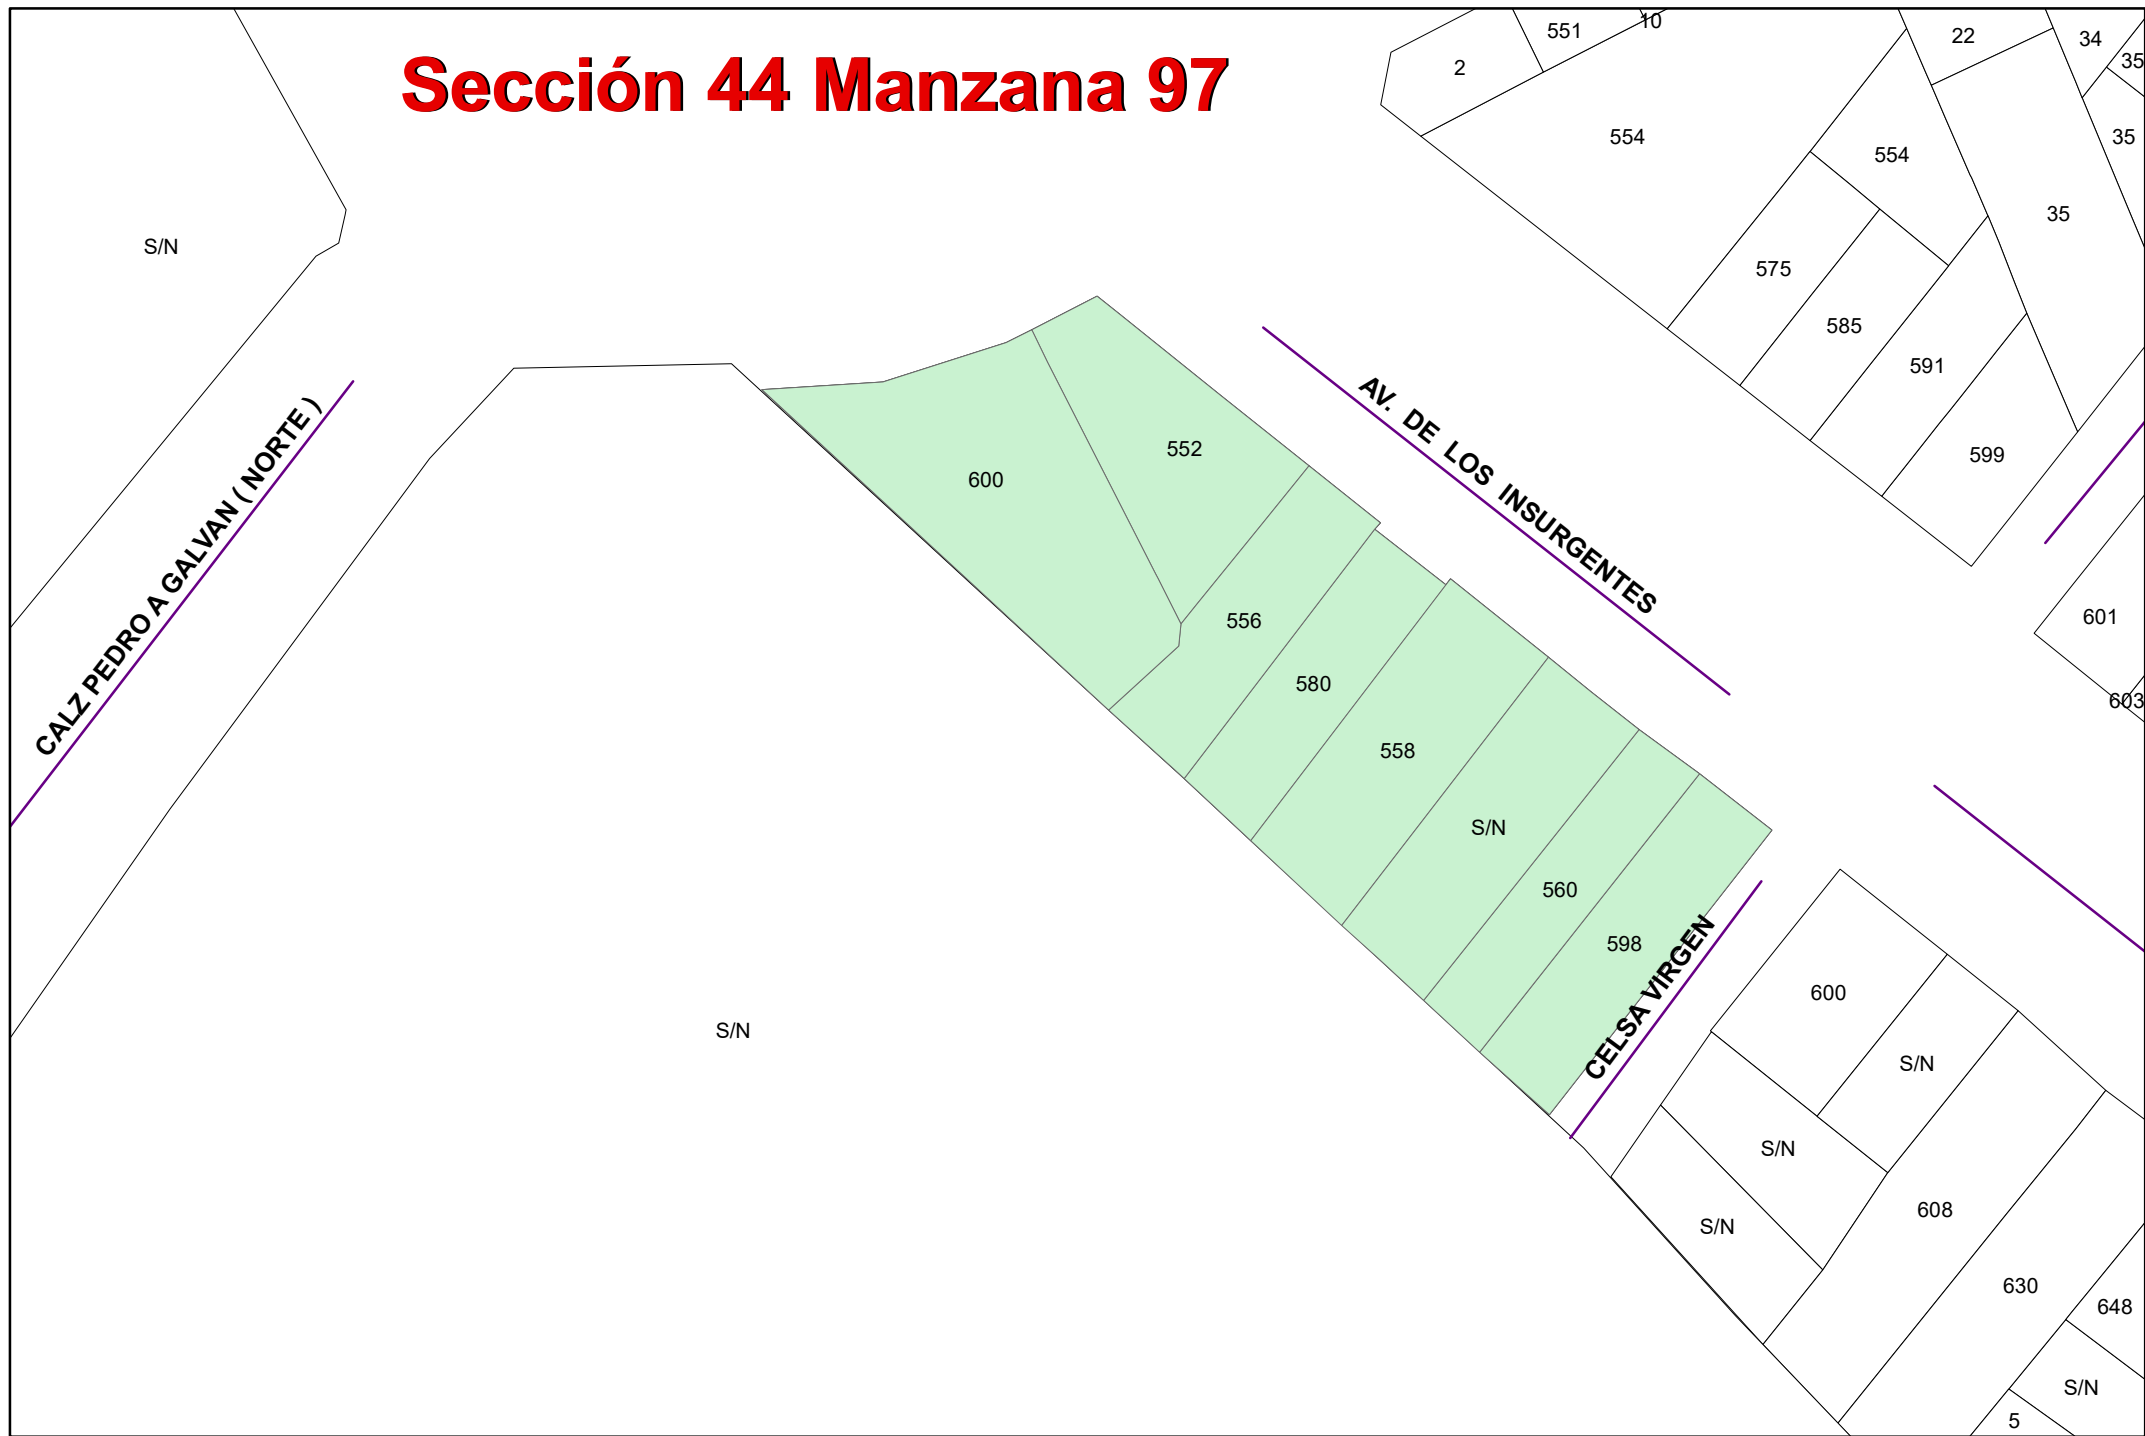 Sección 44 Manzana 97
551
10
22
34
35
2
554
554
35
35
S/N
575
585
591
599
CALZ PEDRO A GALVAN ( NORTE )
AV. DE LOS INSURGENTES
552
600
556
580
558
S/N
560
598
601
603
CELSA VIRGEN
600
S/N
S/N
S/N
S/N
608
630
648
S/N
5